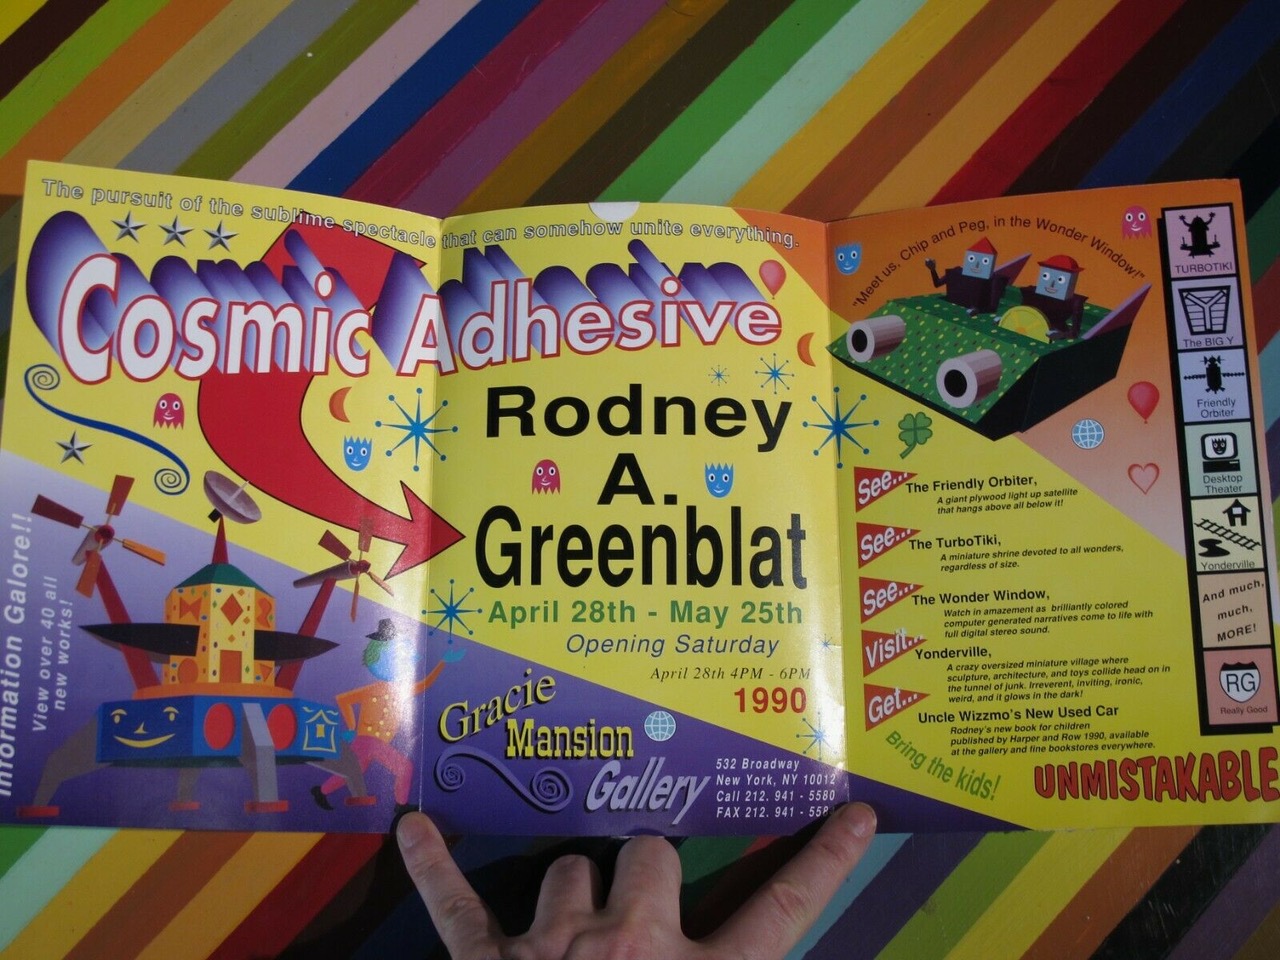 The pursuit of the sublime spectacle that can somehow unite everything.
Cosmic Adhesive
Rodney
A.
Greenblat
April 28th - May 25th
Opening Saturday
April 28th 4PM - 6PM
1990
Gracie
Mansion
Gallery
532 Broadway
New York, NY 10012
Call 212. 941 - 5580
FAX 212. 941 - 558
Information Galore!!
View over 40 all
new works!
"Meet us, Chip and Peg, in the Wonder Window!"
See...
The Friendly Orbiter,
A giant plywood light up satellite
that hangs above all below it!
See...
The TurboTiki,
A miniature shrine devoted to all wonders,
regardless of size.
See...
The Wonder Window,
Watch in amazement as brilliantly colored
computer generated narratives come to life with
full digital stereo sound.
Visit...
Yonderville,
A crazy oversized miniature village where
sculpture, architecture, and toys collide head on in
the tunnel of junk. Irreverent, inviting, ironic,
weird, and it glows in the dark!
Get...
Uncle Wizzmo's New Used Car
Rodney's new book for children
published by Harper and Row 1990, available
at the gallery and fine bookstores everywhere.
Bring the kids!
UNMISTAKABLE
TURBOTIKI
The BIG Y
Friendly
Orbiter
Desktop
Theater
Yonderville
And much,
much,
MORE!
RG
Really Good